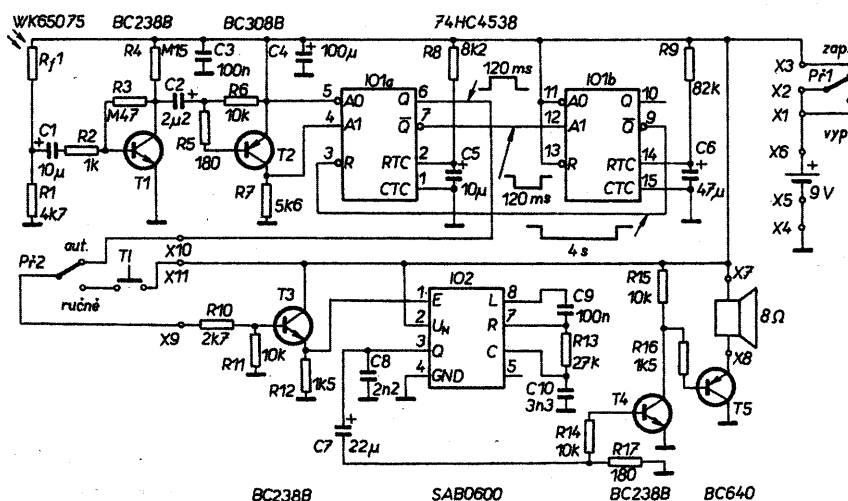 WK65075 BC238B BC308B 74HC4538
Rf1
R4
M15
C3
100n
C4
100µ
R8
8k2
R9
82k
R3
M47
C2
2µ2
R6
10k
R5
180
C1
10µ
R2
1k
T1
T2
R1
4k7
R7
5k6
IO1a
5 A0 Q 6
4 A1 Q 7
3 R
RTC 2
CTC 1
C5
10µ
120 ms
120 ms
4 s
IO1b
11 A0 Q 10
12 A1 Q 9
13 R
RTC 14
CTC 15
C6
47µ
X3
zap.
X2
Př1
X1
vyp.
X6
9 V
X5
X4
aut.
Př2
Tl
ručně
X10
X11
X9
R10
2k7
R11
10k
T3
R12
1k5
IO2
1 E L 8
2 UN R 7
3 Q C
4 GND 5
C8
2n2
C7
22µ
C9
100n
R13
27k
C10
3n3
R15
10k
R16
1k5
T4
T5
R14
10k
R17
180
X7
8 Ω
X8
BC238B SAB0600 BC238B BC640